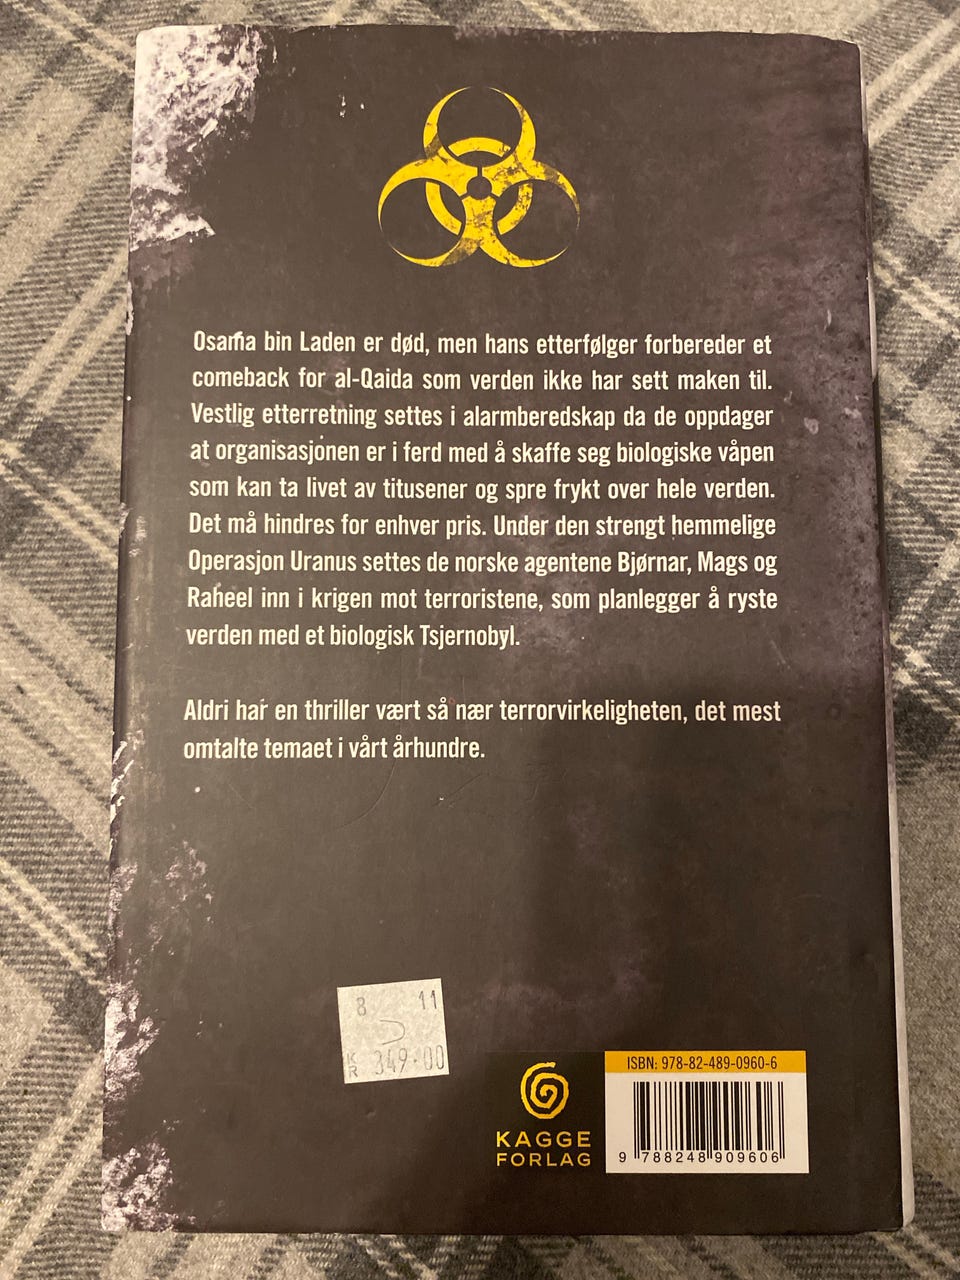 Osama bin Laden er død, men hans etterfølger forbereder et
comeback for al-Qaida som verden ikke har sett maken til.
Vestlig etterretning settes i alarmberedskap da de oppdager
at organisasjonen er i ferd med å skaffe seg biologiske våpen
som kan ta livet av titusener og spre frykt over hele verden.
Det må hindres for enhver pris. Under den strengt hemmelige
Operasjon Uranus settes de norske agentene Bjørnar, Mags og
Raheel inn i krigen mot terroristene, som planlegger å ryste
verden med et biologisk Tsjernobyl.
Aldri har en thriller vært så nær terrorvirkeligheten, det mest
omtalte temaet i vårt århundre.
8 11
KR 349.00
KAGGE
FORLAG
ISBN: 978-82-489-0960-6
9 788248 909606